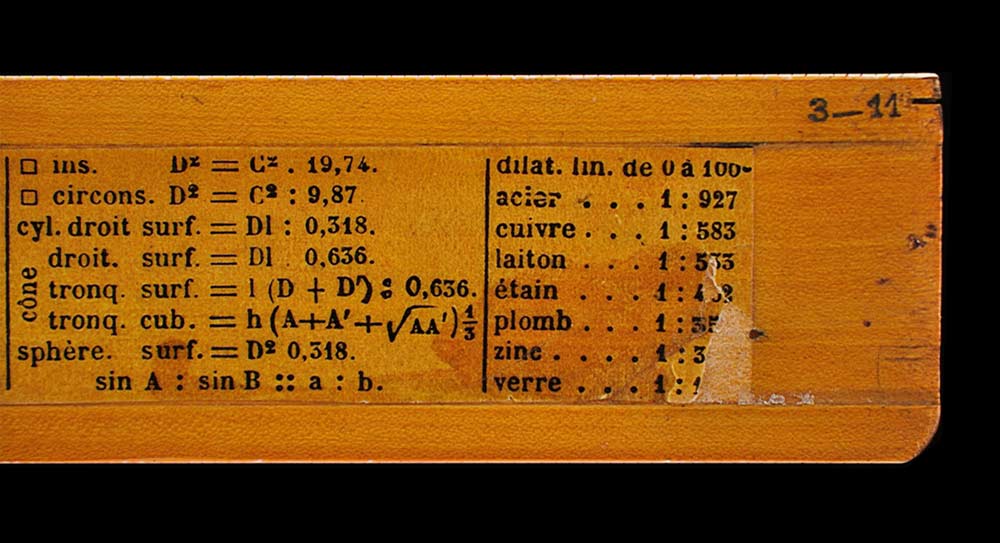 3—11
□ ins. D² = C² . 19,74.
□ circons. D² = C² : 9,87.
cyl. droit surf. = Dl : 0,318.
cône
droit. surf. = Dl 0,636.
tronq. surf. = l (D + D') : 0,636.
tronq. cub. = h (A+A'+√AA')⅓
sphère. surf. = D² 0,318.
sin A : sin B :: a : b.
dilat. lin. de 0 à 100
acier . . . 1 : 927
cuivre . . . 1 : 583
laiton . . . 1 : 533
étain . . . 1 :
plomb . . . 1 :
zinc . . . . 1 :
verre . . . 1 :